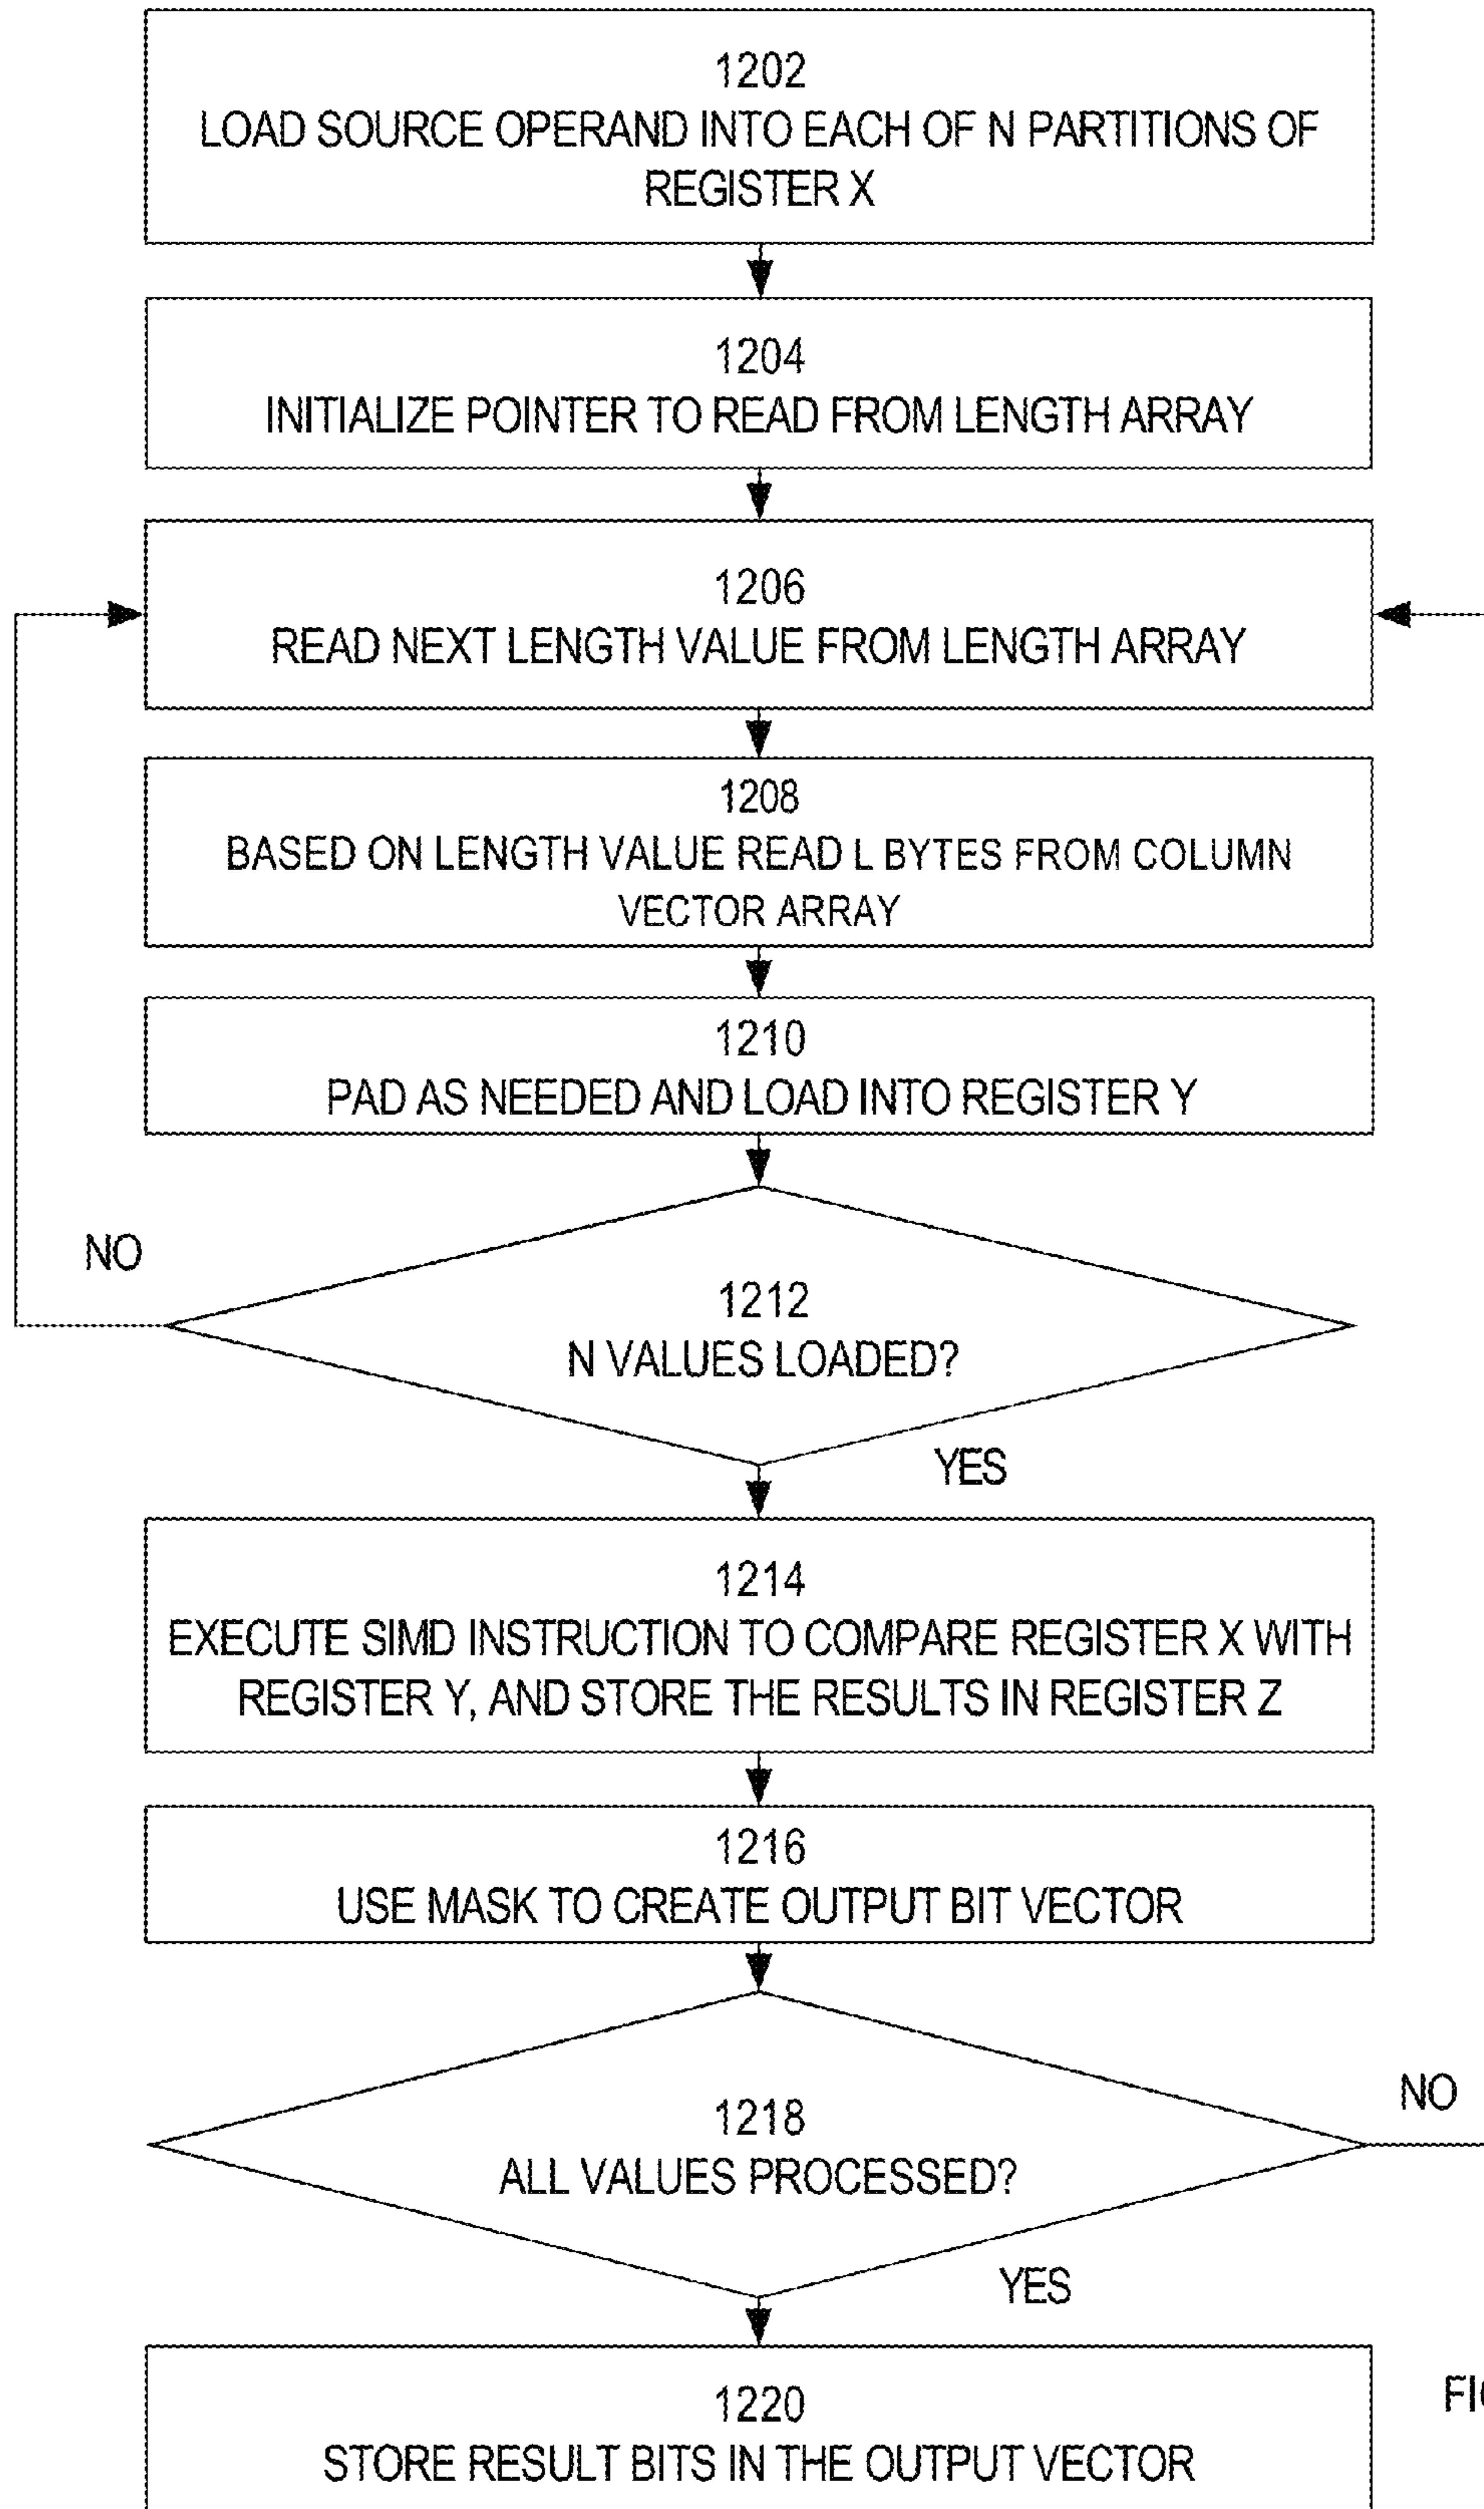 1202
LOAD SOURCE OPERAND INTO EACH OF N PARTITIONS OF
REGISTER X
1204
INITIALIZE POINTER TO READ FROM LENGTH ARRAY
1206
READ NEXT LENGTH VALUE FROM LENGTH ARRAY
1208
BASED ON LENGTH VALUE READ L BYTES FROM COLUMN
VECTOR ARRAY
1210
PAD AS NEEDED AND LOAD INTO REGISTER Y
NO
1212
N VALUES LOADED?
YES
1214
EXECUTE SIMD INSTRUCTION TO COMPARE REGISTER X WITH
REGISTER Y, AND STORE THE RESULTS IN REGISTER Z
1216
USE MASK TO CREATE OUTPUT BIT VECTOR
NO
1218
ALL VALUES PROCESSED?
YES
1220
STORE RESULT BITS IN THE OUTPUT VECTOR